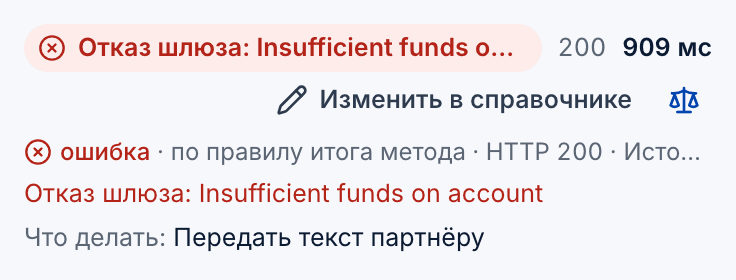 Отказ шлюза: Insufficient funds o... 200 909 мс
Изменить в справочнике
ошибка · по правилу итога метода · HTTP 200 · Исто...
Отказ шлюза: Insufficient funds on account
Что делать: Передать текст партнёру